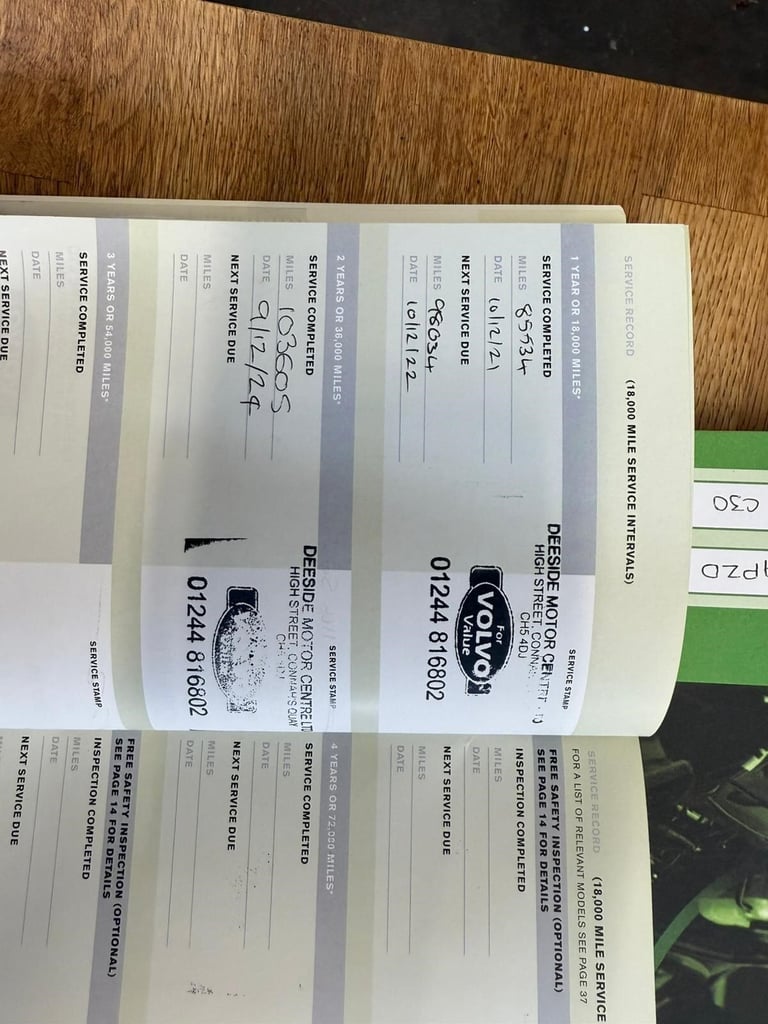 SERVICE RECORD
(18,000 MILE SERVICE INTERVALS)
1 YEAR OR 18,000 MILES*
SERVICE COMPLETED
MILES 85534
DATE 10/12/21
NEXT SERVICE DUE
MILES 98034
DATE 10/12/22
SERVICE STAMP
DEESIDE MOTOR CENTRE
HIGH STREET, CONNAH'S
CH5 4DJ
For
VOLVO
Value
01244 816802
2 YEARS OR 36,000 MILES*
SERVICE COMPLETED
MILES 103605
DATE 9/12/24
NEXT SERVICE DUE
MILES
DATE
SERVICE STAMP
DEESIDE MOTOR CENTRE LTD
HIGH STREET, CONNAH'S QUAY
01244 816802
3 YEARS OR 54,000 MILES*
SERVICE COMPLETED
MILES
DATE
NEXT SERVICE DUE
SERVICE STAMP
SERVICE RECORD
(18,000 MILE SERVICE
FOR A LIST OF RELEVANT MODELS SEE PAGE 37
FREE SAFETY INSPECTION (OPTIONAL)
SEE PAGE 14 FOR DETAILS
INSPECTION COMPLETED
MILES
DATE
NEXT SERVICE DUE
MILES
DATE
4 YEARS OR 72,000 MILES*
SERVICE COMPLETED
MILES
DATE
NEXT SERVICE DUE
MILES
DATE
FREE SAFETY INSPECTION (OPTIONAL)
SEE PAGE 14 FOR DETAILS
INSPECTION COMPLETED
MILES
DATE
NEXT SERVICE DUE
C30